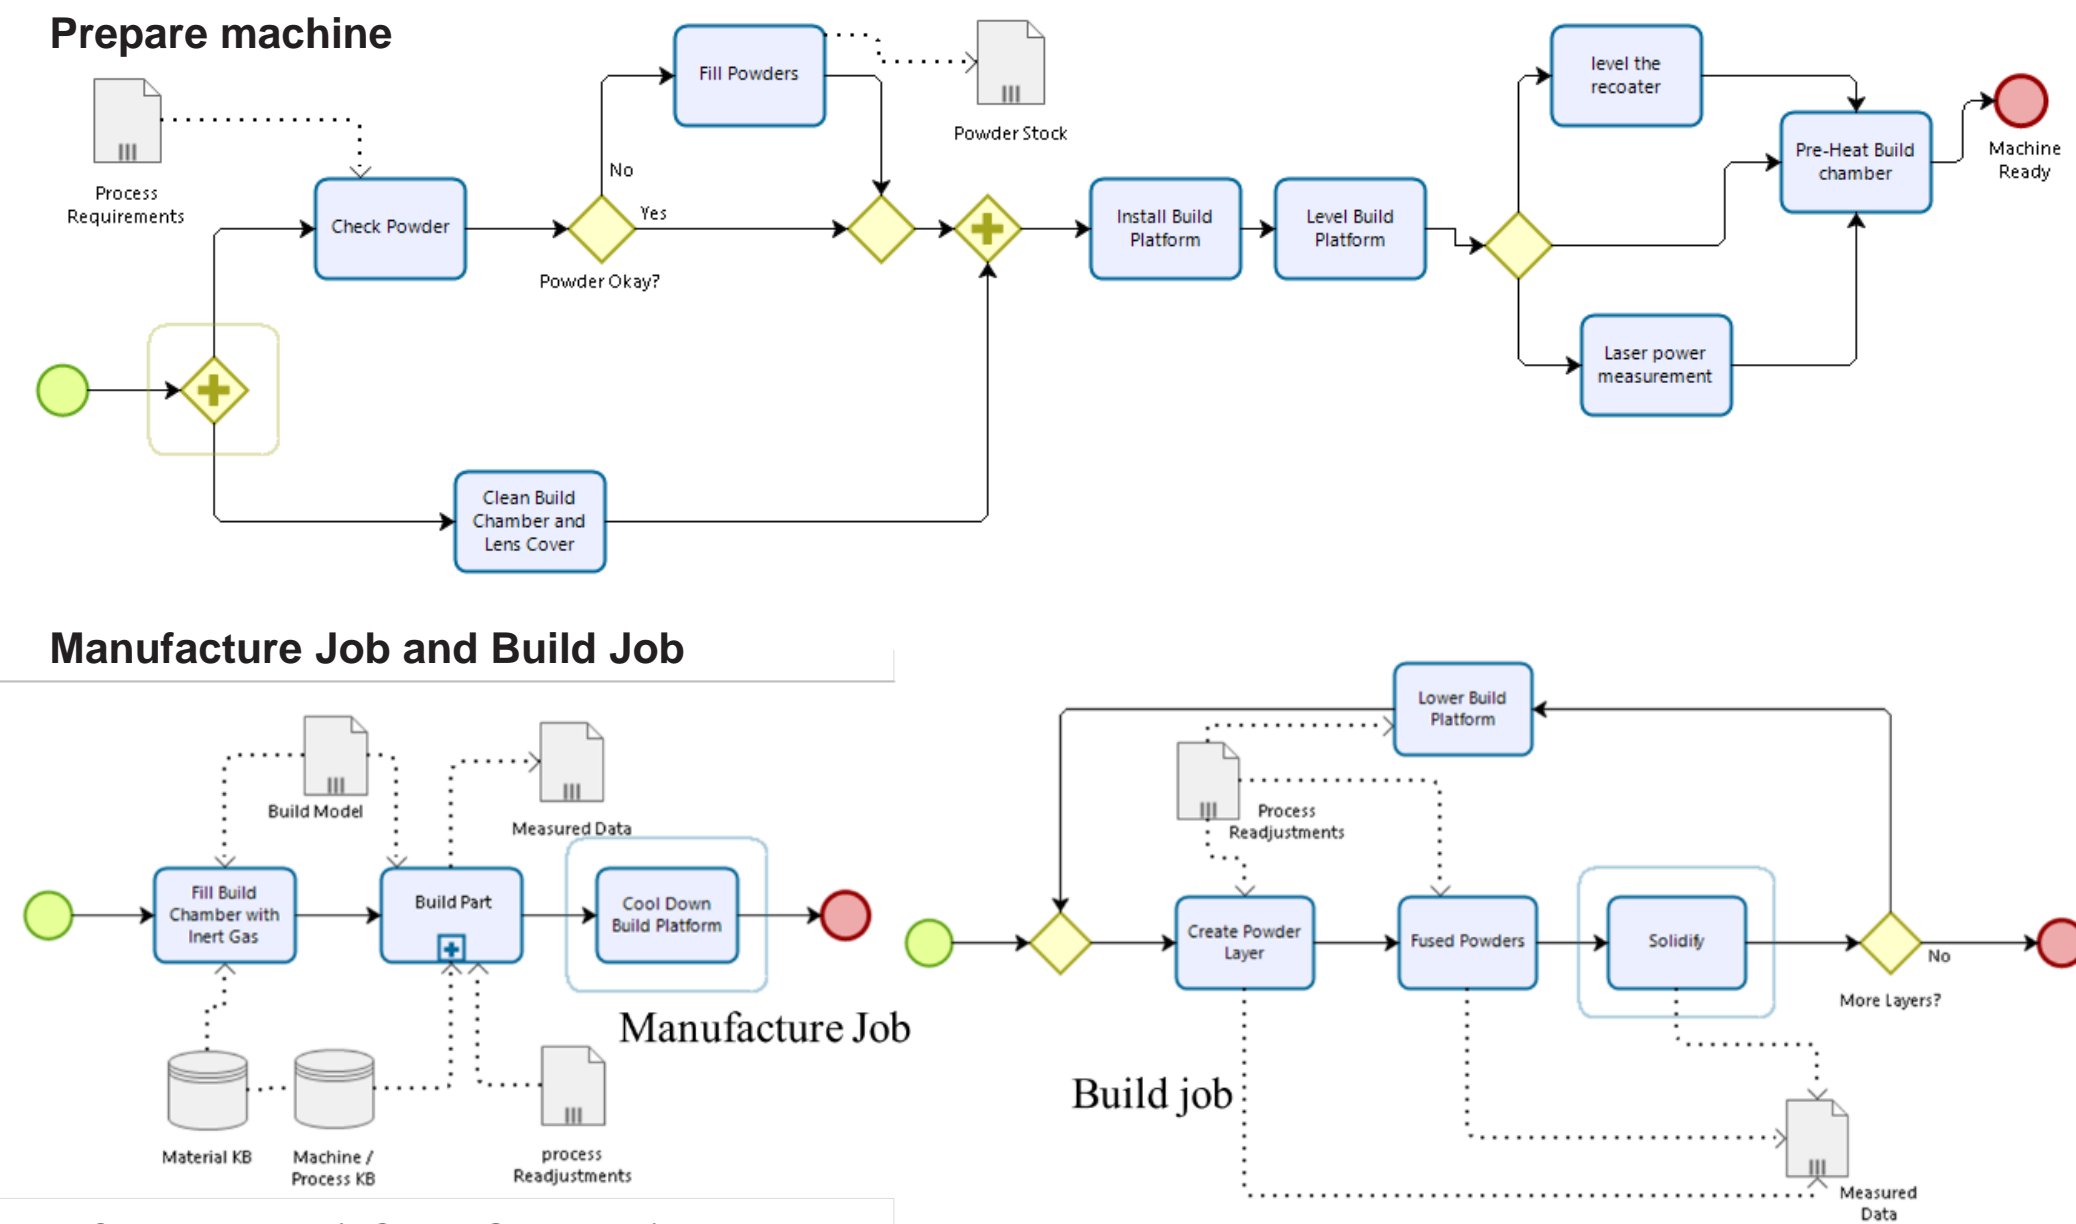 Prepare machine
Process
Requirements
Check Powder
No
Yes
Powder Okay?
Fill Powders
Powder Stock
Clean Build
Chamber and
Lens Cover
Install Build
Platform
Level Build
Platform
level the
recoater
Laser power
measurement
Pre-Heat Build
chamber
Machine
Ready
Manufacture Job and Build Job
Build Model
Measured Data
Fill Build
Chamber with
Inert Gas
Build Part
Cool Down
Build Platform
Manufacture Job
Material KB
Machine /
Process KB
process
Readjustments
Lower Build
Platform
Process
Readjustments
Create Powder
Layer
Fused Powders
Solidify
No
More Layers?
Build job
Measured
Data